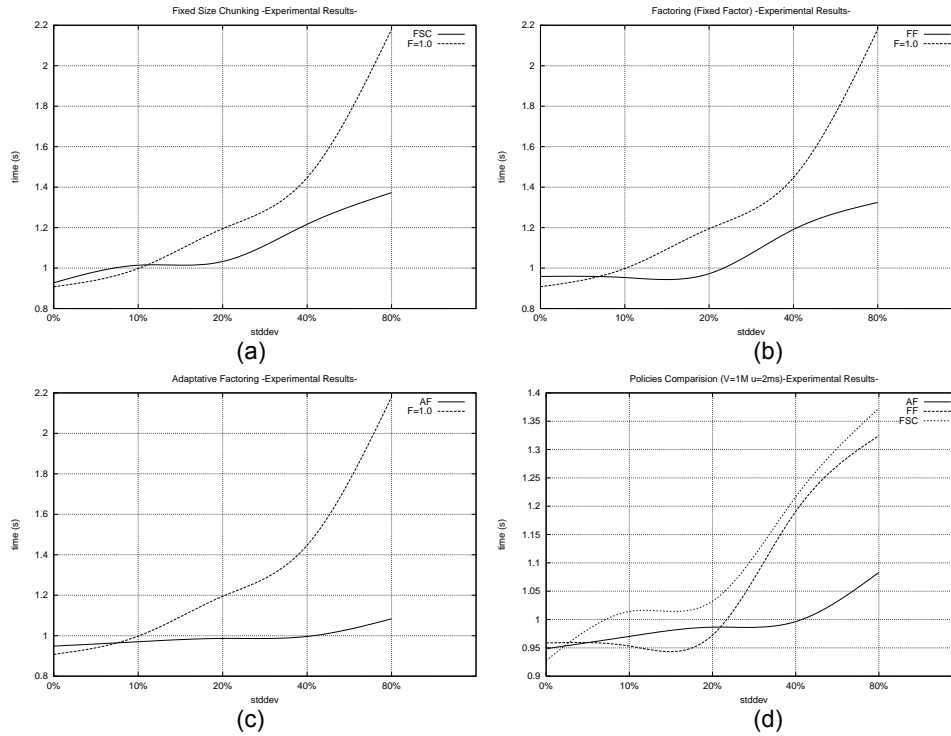 Fixed Size Chunking -Experimental Results-
2.2
2
1.8
1.6
1.4
1.2
1
0.8
time (s)
FSC
F=1.0
0%
10%
20%
40%
80%
stddev
(a)
Factoring (Fixed Factor) -Experimental Results-
2.2
2
1.8
1.6
1.4
1.2
1
0.8
time (s)
FF
F=1.0
0%
10%
20%
40%
80%
stddev
(b)
Adaptative Factoring -Experimental Results-
2.2
2
1.8
1.6
1.4
1.2
1
0.8
time (s)
AF
F=1.0
0%
10%
20%
40%
80%
stddev
(c)
Policies Comparision (V=1M u=2ms)-Experimental Results-
1.4
1.35
1.3
1.25
1.2
1.15
1.1
1.05
1
0.95
0.9
time (s)
AF
FF
FSC
0%
10%
20%
40%
80%
stddev
(d)